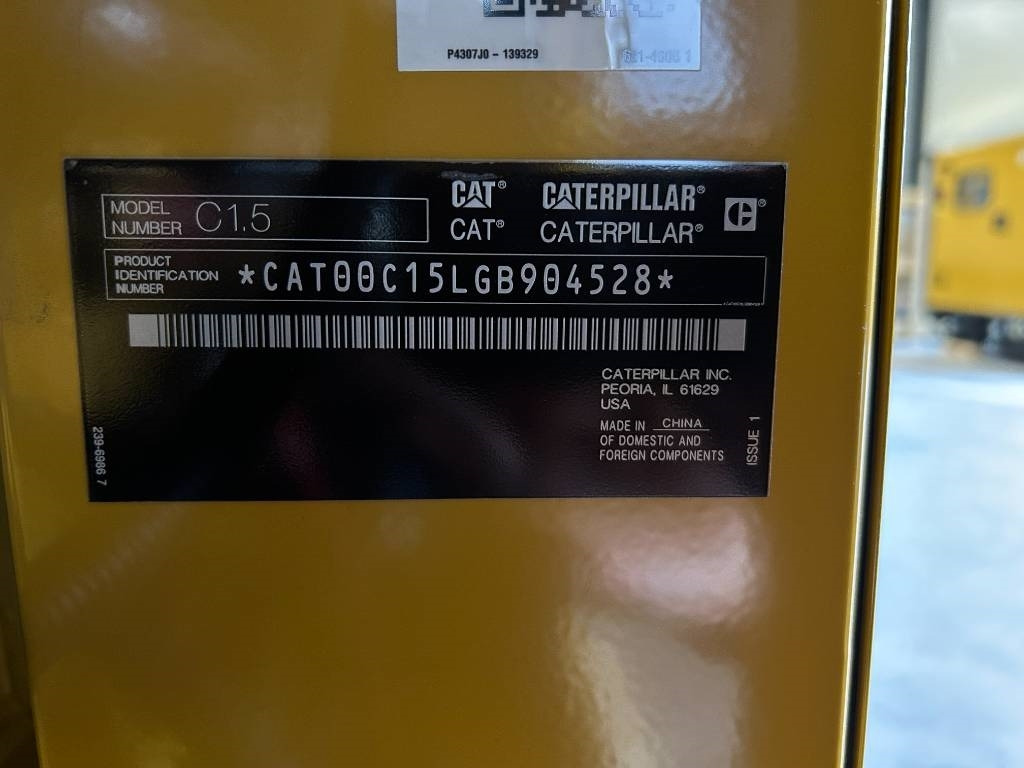 P4307J0 - 139329
MODEL NUMBER C1.5
CAT® CATERPILLAR®
CAT® CATERPILLAR®
PRODUCT IDENTIFICATION NUMBER *CAT00C15LGB904528*
CATERPILLAR INC.
PEORIA, IL 61629
USA
MADE IN CHINA
OF DOMESTIC AND
FOREIGN COMPONENTS
ISSUE 1
239-6986 7